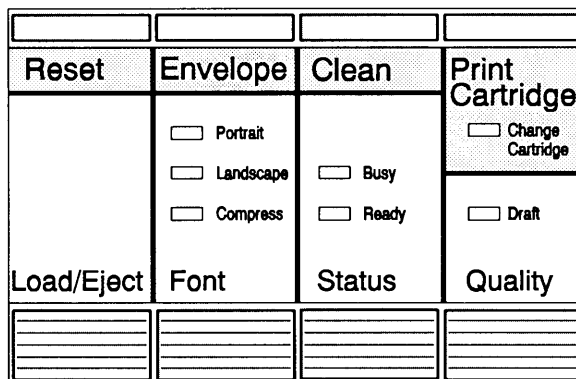 Reset
Envelope
Clean
Print
Cartridge
Change
Cartridge
Portrait
Landscape
Compress
Busy
Ready
Draft
Load/Eject
Font
Status
Quality